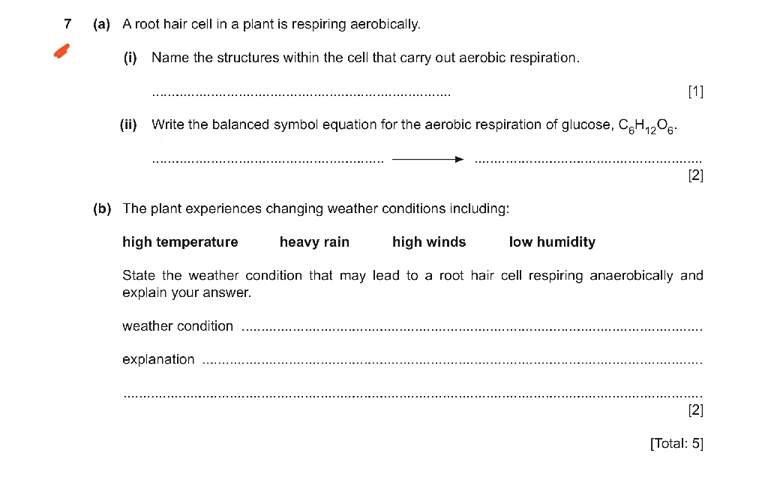 7 (a) A root hair cell in a plant is respiring aerobically.
(i) Name the structures within the cell that carry out aerobic respiration.
................................................................................ [1]
(ii) Write the balanced symbol equation for the aerobic respiration of glucose, C₆H₁₂O₆.
............................................................ ⟶ ............................................................
[2]
(b) The plant experiences changing weather conditions including:
high temperature heavy rain high winds low humidity
State the weather condition that may lead to a root hair cell respiring anaerobically and
explain your answer.
weather condition ................................................................................
explanation ................................................................................
................................................................................
[2]
[Total: 5]